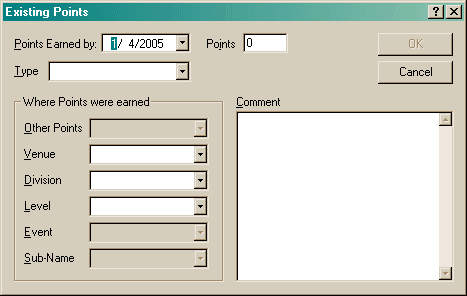 Existing Points
Points Earned by: 1/ 4/2005 Points 0 OK
Type Cancel
Where Points were earned Comment
Other Points
Venue
Division
Level
Event
Sub-Name